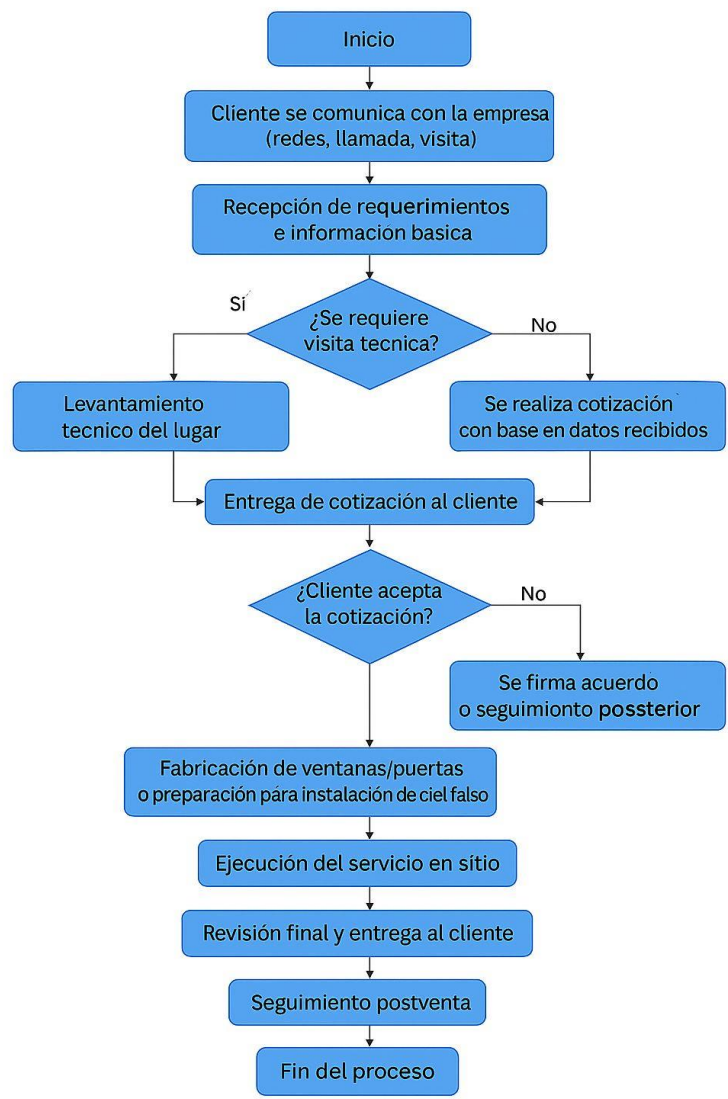 Inicio
Cliente se comunica con la empresa
(redes, llamada, visita)
Recepción de requerimientos
e información basica
¿Se requiere
visita tecnica?
Sí
No
Levantamiento
tecnico del lugar
Se realiza cotización
con base en datos recibidos
Entrega de cotización al cliente
¿Cliente acepta
la cotización?
No
Se firma acuerdo
o seguimionto possterior
Fabricación de ventanas/puertas
o preparación pára instalación de ciel falso
Ejecución del servicio en sítio
Revisión final y entrega al cliente
Seguimiento postventa
Fin del proceso